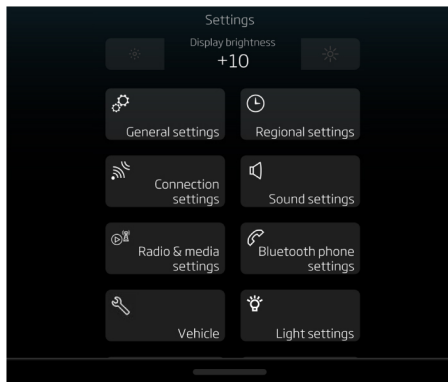 Settings
Display brightness
+10
General settings
Regional settings
Connection
settings
Sound settings
Radio & media
settings
Bluetooth phone
settings
Vehicle
Light settings